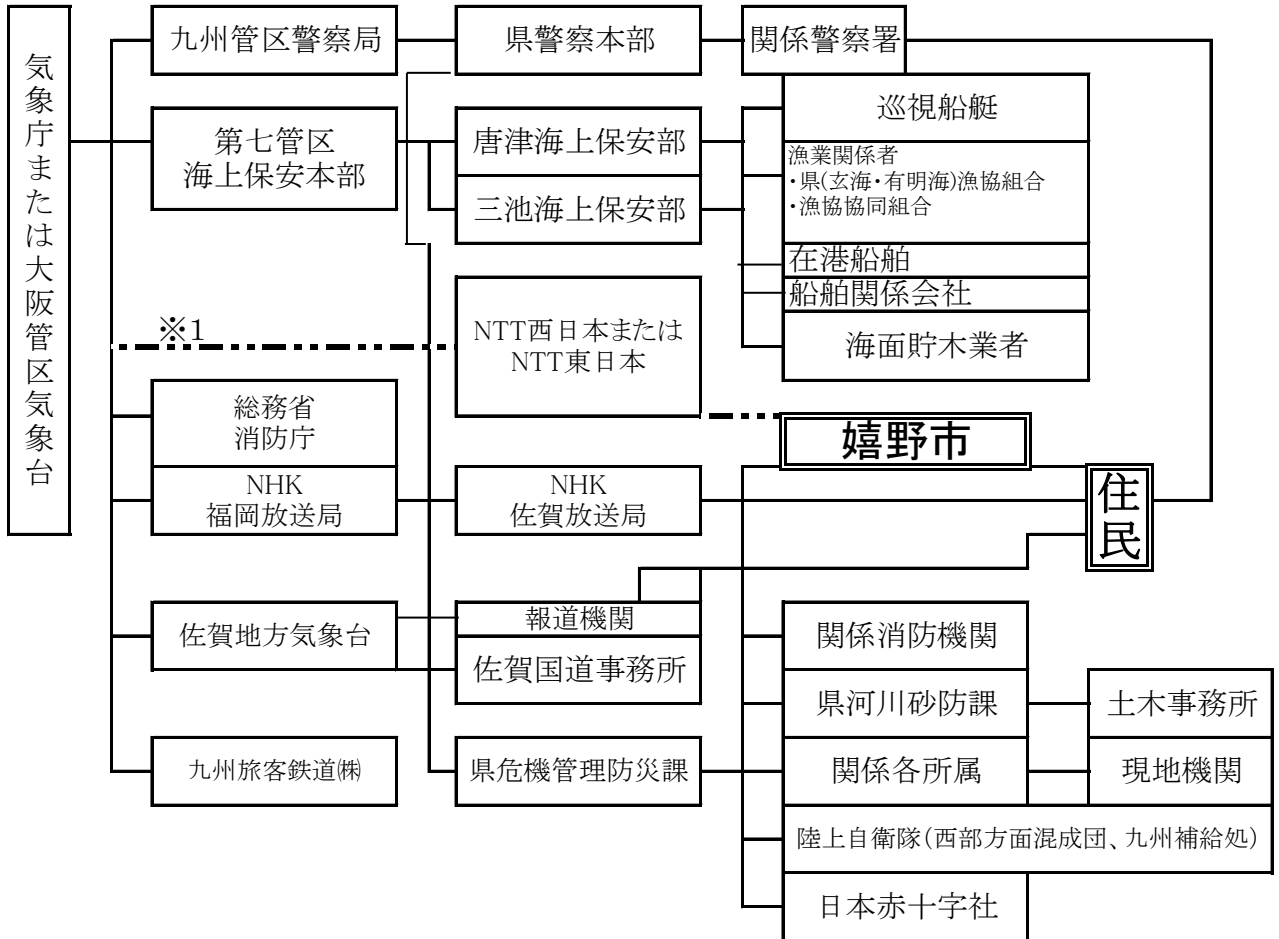 気象庁または大阪管区気象台
九州管区警察局
県警察本部
関係警察署
第七管区
海上保安本部
唐津海上保安部
三池海上保安部
巡視船艇
漁業関係者
・県(玄海・有明海)漁協組合
・漁協協同組合
在港船舶
船舶関係会社
海面貯木業者
※1
NTT西日本または
NTT東日本
総務省
消防庁
嬉野市
NHK
福岡放送局
NHK
佐賀放送局
住民
佐賀地方気象台
報道機関
佐賀国道事務所
関係消防機関
県河川砂防課
土木事務所
九州旅客鉄道㈱
県危機管理防災課
関係各所属
現地機関
陸上自衛隊(西部方面混成団、九州補給処)
日本赤十字社